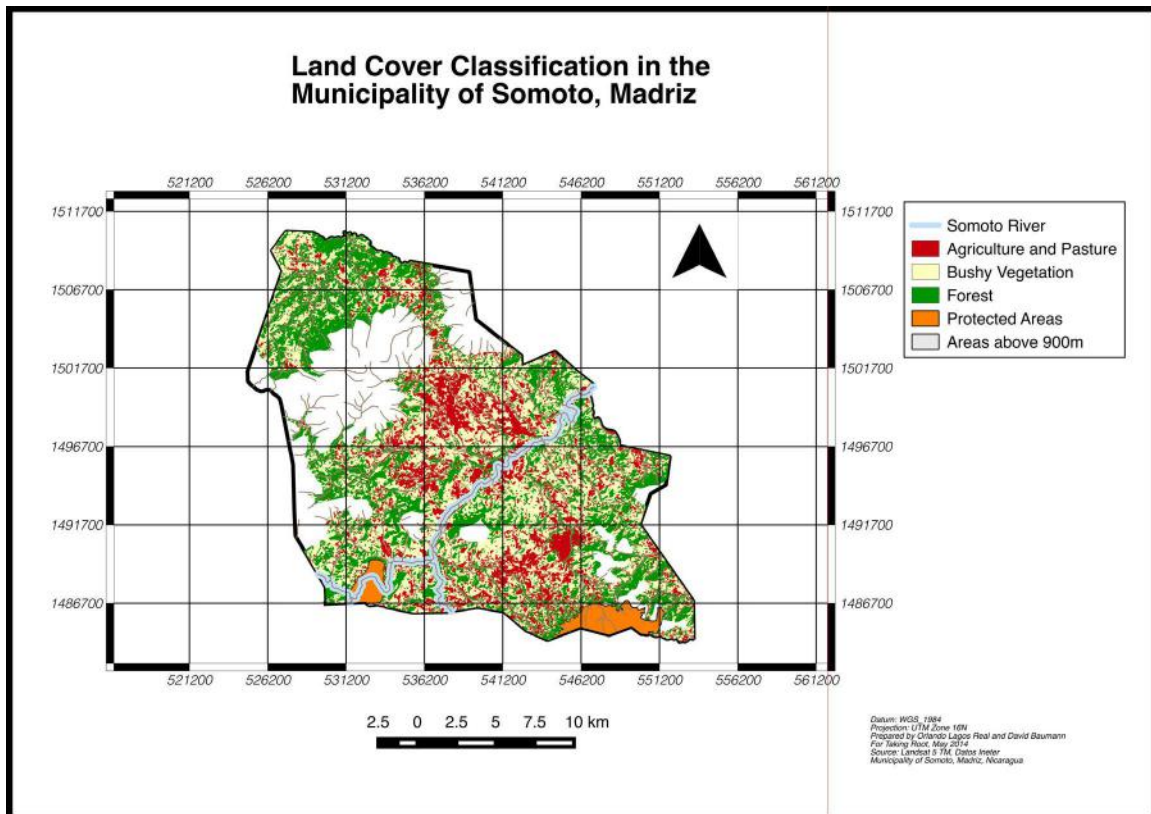 Land Cover Classification in the
Municipality of Somoto, Madriz
521200 526200 531200 536200 541200 546200 551200 556200 561200
1511700 1511700
1506700 1506700
1501700 1501700
1496700 1496700
1491700 1491700
1486700 1486700
521200 526200 531200 536200 541200 546200 551200 556200 561200
Somoto River
Agriculture and Pasture
Bushy Vegetation
Forest
Protected Areas
Areas above 900m
2.5 0 2.5 5 7.5 10 km
Datum: WGS_1984
Projection: UTM Zone 16N
Prepared by Orlando Lagos Real and David Baumann
For Taking Root, May 2014
Source: Landsat 5 TM, Datos Ineter
Municipality of Somoto, Madriz, Nicaragua